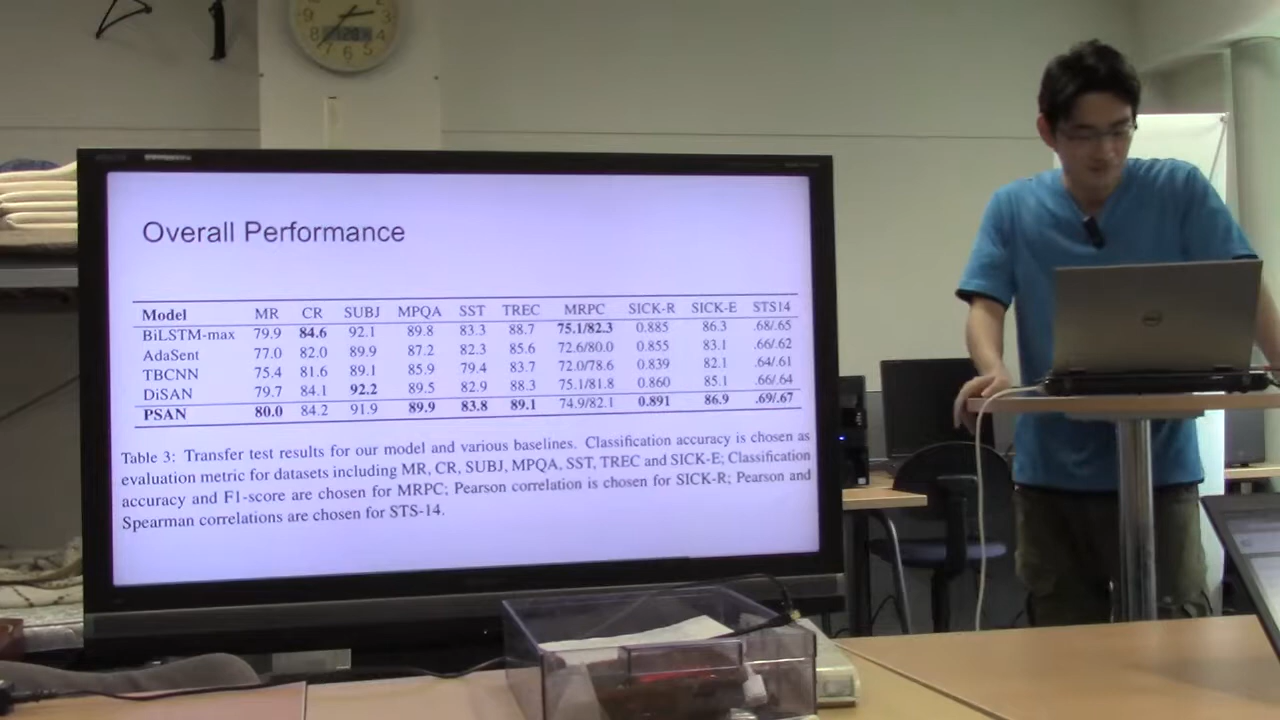 Overall Performance
Model MR CR SUBJ MPQA SST TREC MRPC SICK-R SICK-E STS14
BiLSTM-max 79.9 84.6 92.1 89.8 83.3 88.7 75.1/82.3 0.885 86.3 .68/.65
AdaSent 77.0 82.0 89.9 87.2 82.3 85.6 72.6/80.0 0.855 83.1 .66/.62
TBCNN 75.4 81.6 89.1 85.9 79.4 83.7 72.0/78.6 0.839 82.1 .64/.61
DiSAN 79.7 84.1 92.2 89.5 82.9 88.3 75.1/81.8 0.860 85.1 .66/.64
PSAN 80.0 84.2 91.9 89.9 83.8 89.1 74.9/82.1 0.891 86.9 .69/.67
Table 3: Transfer test results for our model and various baselines. Classification accuracy is chosen as
evaluation metric for datasets including MR, CR, SUBJ, MPQA, SST, TREC and SICK-E; Classification
accuracy and F1-score are chosen for MRPC; Pearson correlation is chosen for SICK-R; Pearson and
Spearman correlations are chosen for STS-14.